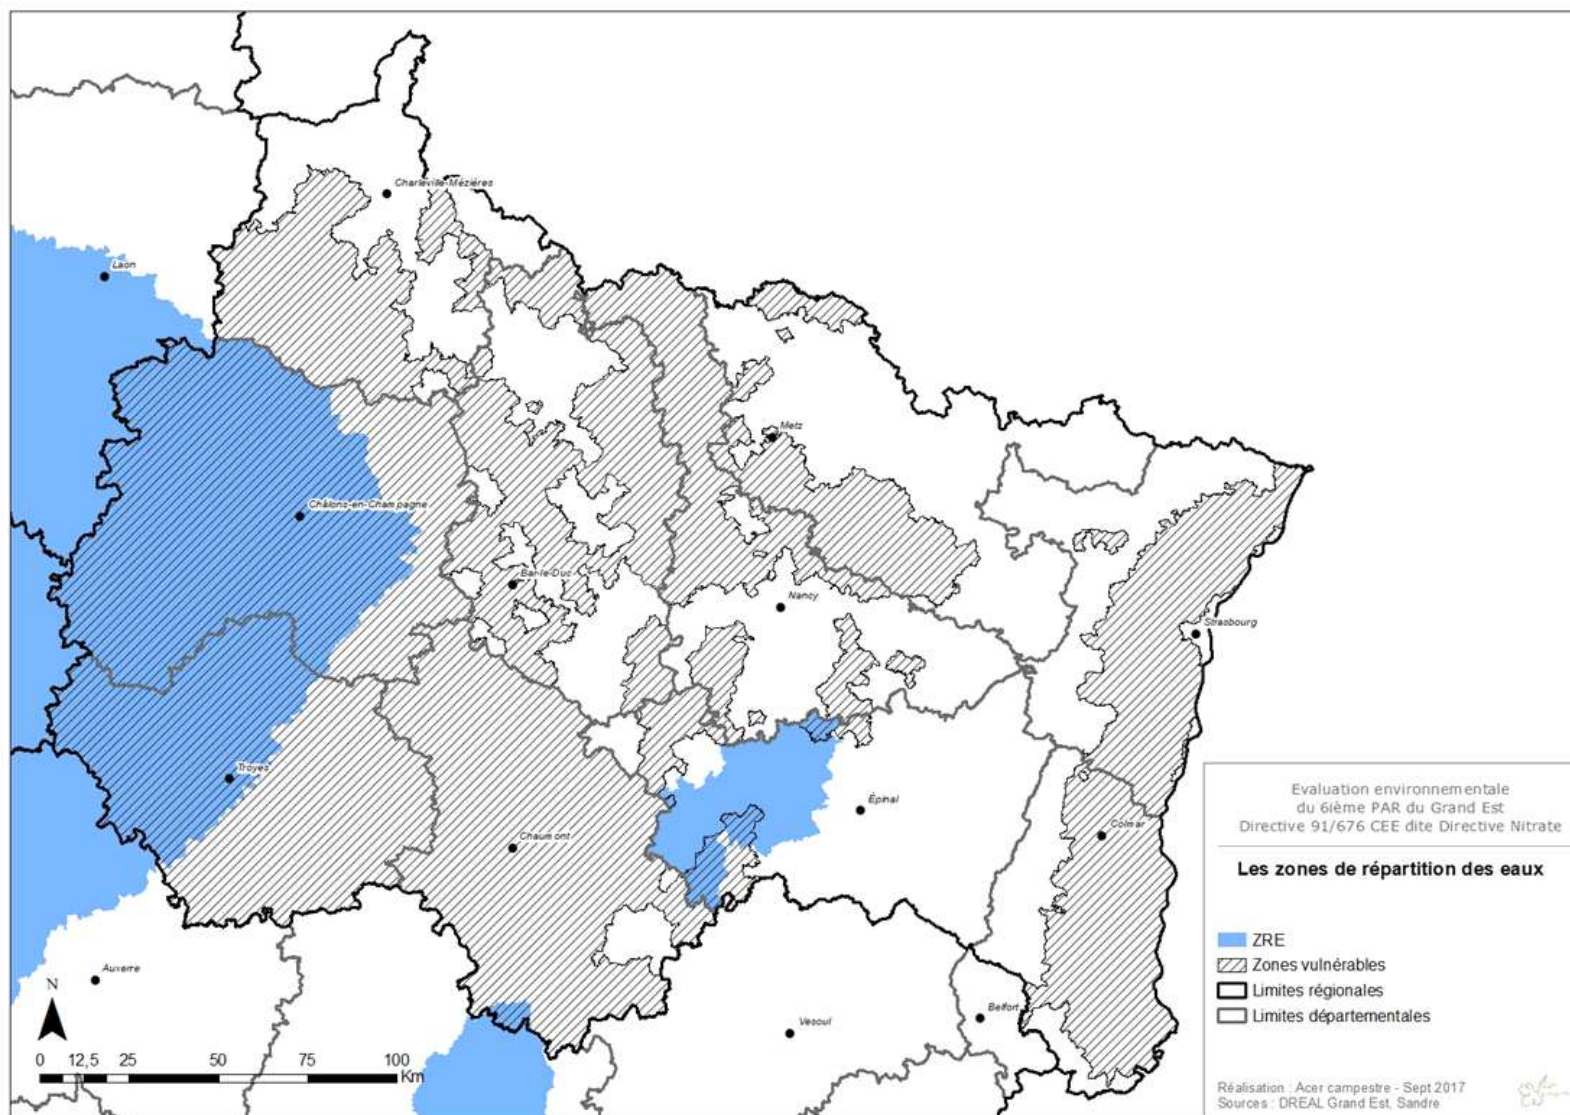 Charleville-Mézières
Laon
Metz
Châlons-en-Champagne
Bar-le-Duc
Nancy
Strasbourg
Troyes
Épinal
Chaumont
Colmar
Auxerre
Vesoul
Belfort
N
0 12,5 25 50 75 100
Km
Evaluation environnementale
du 6ième PAR du Grand Est
Directive 91/676 CEE dite Directive Nitrate
Les zones de répartition des eaux
ZRE
Zones vulnérables
Limites régionales
Limites départementales
Réalisation : Acer campestre - Sept 2017
Sources : DREAL Grand Est, Sandre